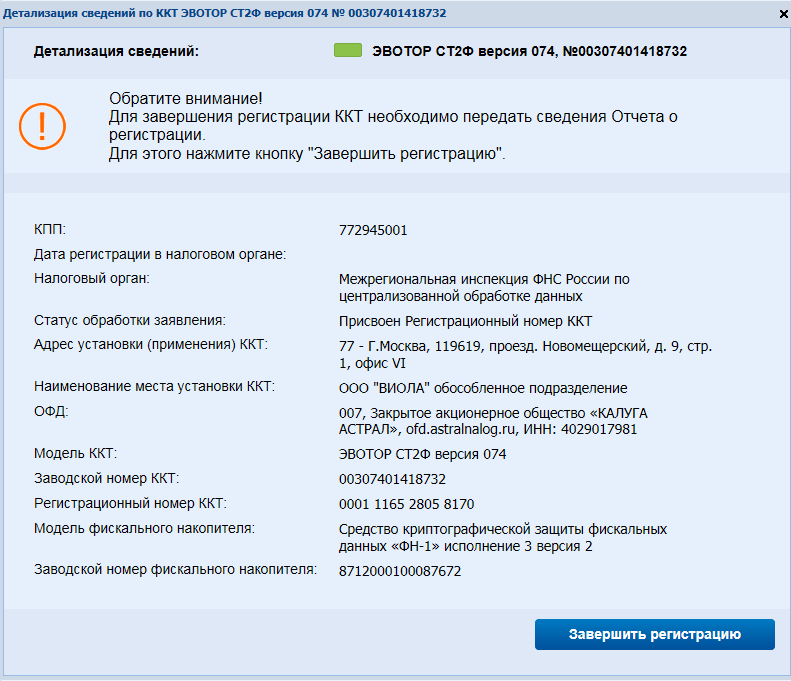 Детализация сведений по ККТ ЭВОТОР СТ2Ф версия 074 № 00307401418732
Детализация сведений: ЭВОТОР СТ2Ф версия 074, №00307401418732
Обратите внимание!
Для завершения регистрации ККТ необходимо передать сведения Отчета о
регистрации.
Для этого нажмите кнопку "Завершить регистрацию".
КПП: 772945001
Дата регистрации в налоговом органе:
Налоговый орган: Межрегиональная инспекция ФНС России по
централизованной обработке данных
Статус обработки заявления: Присвоен Регистрационный номер ККТ
Адрес установки (применения) ККТ: 77 - Г.Москва, 119619, проезд. Новомещерский, д. 9, стр.
1, офис VI
Наименование места установки ККТ: ООО "ВИОЛА" обособленное подразделение
ОФД: 007, Закрытое акционерное общество «КАЛУГА
АСТРАЛ», ofd.astralnalog.ru, ИНН: 4029017981
Модель ККТ: ЭВОТОР СТ2Ф версия 074
Заводской номер ККТ: 00307401418732
Регистрационный номер ККТ: 0001 1165 2805 8170
Модель фискального накопителя: Средство криптографической защиты фискальных
данных «ФН-1» исполнение 3 версия 2
Заводской номер фискального накопителя: 8712000100087672
Завершить регистрацию